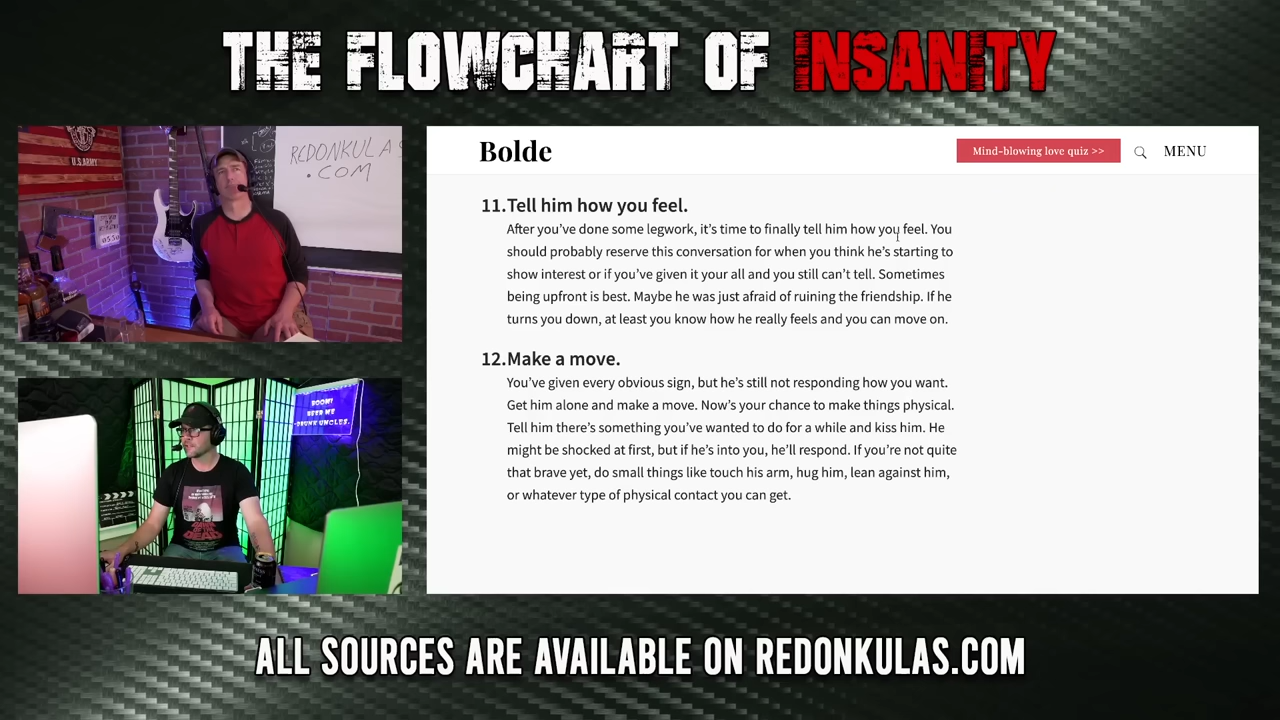 THE FLOWCHART OF INSANITY
U.S.ARMY
REDONKULAS
.COM
BOOM!
BEER ME
-DRUNK UNCLES.
DAWN
OF THE
DEAD
Bolde
Mind-blowing love quiz >>
MENU
11.Tell him how you feel.
After you’ve done some legwork, it’s time to finally tell him how you feel. You
should probably reserve this conversation for when you think he’s starting to
show interest or if you’ve given it your all and you still can’t tell. Sometimes
being upfront is best. Maybe he was just afraid of ruining the friendship. If he
turns you down, at least you know how he really feels and you can move on.
12.Make a move.
You’ve given every obvious sign, but he’s still not responding how you want.
Get him alone and make a move. Now’s your chance to make things physical.
Tell him there’s something you’ve wanted to do for a while and kiss him. He
might be shocked at first, but if he’s into you, he’ll respond. If you’re not quite
that brave yet, do small things like touch his arm, hug him, lean against him,
or whatever type of physical contact you can get.
ALL SOURCES ARE AVAILABLE ON REDONKULAS.COM